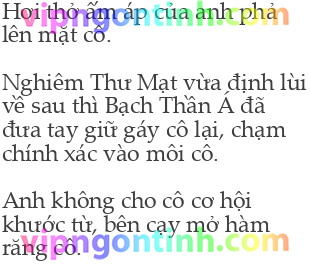 Hơi thở ấm áp của anh phả
lên mặt cô.
Nghiêm Thư Mạt vừa định lùi
về sau thì Bạch Thần Á đã
đưa tay giữ gáy cô lại, chạm
chính xác vào môi cô.
Anh không cho cô cơ hội
khước từ, bên cạy mở hàm
răng cô.
vipngontinh.com
vipngontinh.com